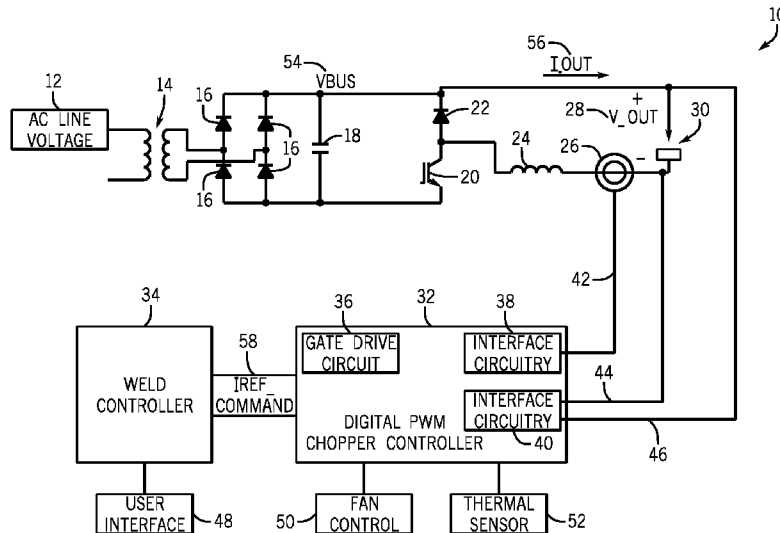 10
56
I_OUT
12
AC LINE
VOLTAGE
14
16
16
16
16
54
VBUS
18
22
20
24
28
+
V_OUT
-
26
30
42
34
WELD
CONTROLLER
58
IREF_
COMMAND
32
36
GATE DRIVE
CIRCUIT
38
INTERFACE
CIRCUITRY
INTERFACE
CIRCUITRY
40
DIGITAL PWM
CHOPPER CONTROLLER
44
46
USER
INTERFACE
48
50
FAN
CONTROL
THERMAL
SENSOR
52